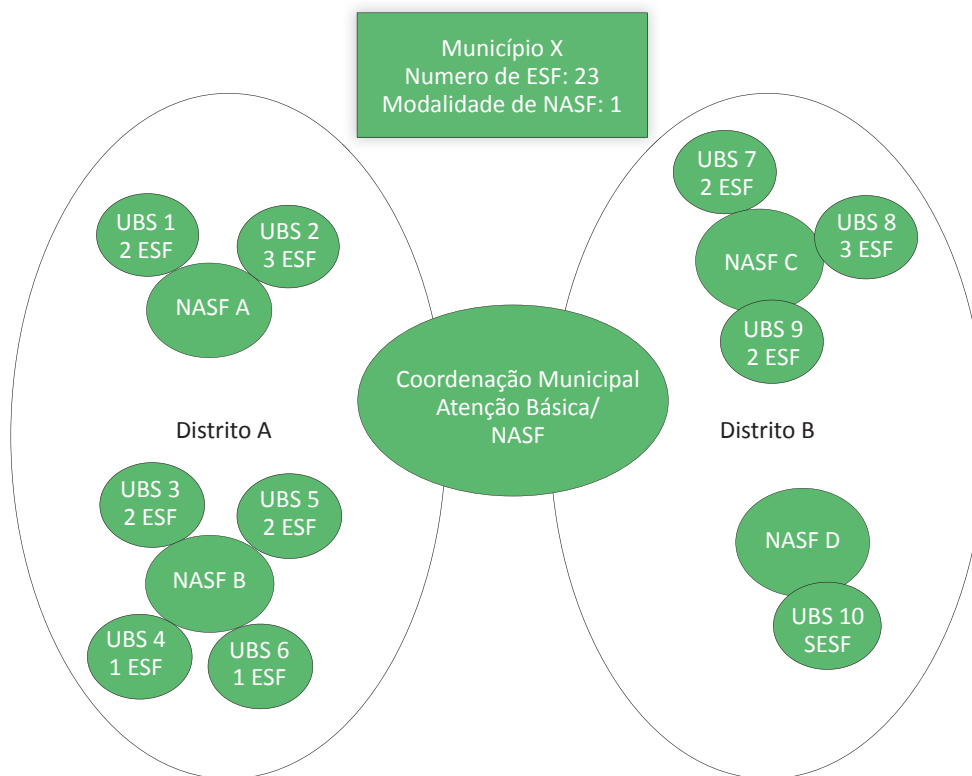 Município X
Numero de ESF: 23
Modalidade de NASF: 1
UBS 1
2 ESF
UBS 2
3 ESF
NASF A
Distrito A
UBS 3
2 ESF
UBS 5
2 ESF
NASF B
UBS 4
1 ESF
UBS 6
1 ESF
Coordenação Municipal
Atenção Básica/
NASF
UBS 7
2 ESF
UBS 8
3 ESF
NASF C
UBS 9
2 ESF
Distrito B
NASF D
UBS 10
SESF